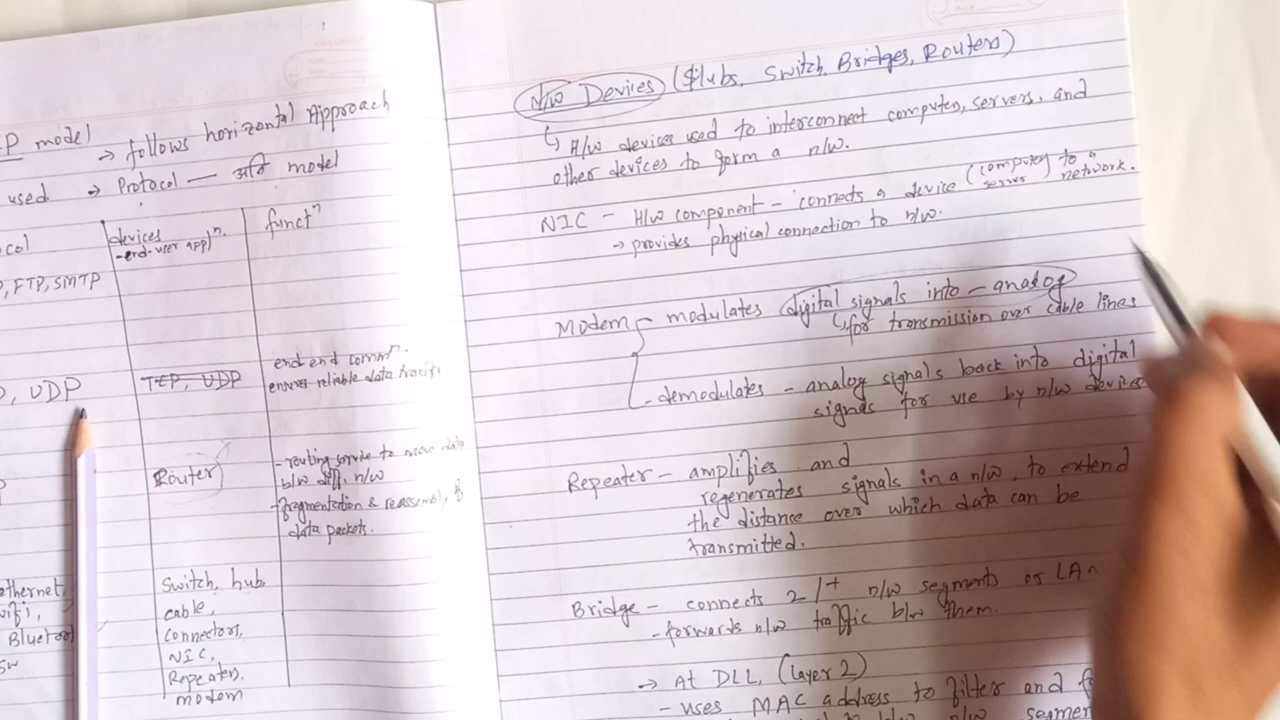 P model
→ follows horizontal Approach
used → Protocol — अति model
col
devices
-end-user appl^n.
funct^n
P, FTP, SMTP
end end comm^n.
ensures reliable data transfer
P, UDP
TCP, UDP
Router
- routing service to move data
b/w diff. n/w
- fragmentation & reassembly of
data packets.
ethernet,
wifi,
Bluetoot
Switch, hub,
cable,
connectors,
NIC,
Repeaters,
modem
N/W Devices (Hubs, Switch, Bridges, Routers)
↳ H/w devices used to interconnect computers, servers, and
other devices to form a n/w.
NIC - H/w component - connects a device (computer/server) to a network.
→ provides physical connection to n/w.
Modem - modulates digital signals into - analog
↳ for transmission over cable lines
- demodulates - analog signals back into digital
signals for use by n/w device
Repeater - amplifies and
regenerates signals in a n/w, to extend
the distance over which data can be
transmitted.
Bridge - connects 2/+ n/w segments or LAN
- forwards n/w traffic b/w them.
→ At DLL, (Layer 2)
- uses MAC address to filter and f
b/w n/w segmen